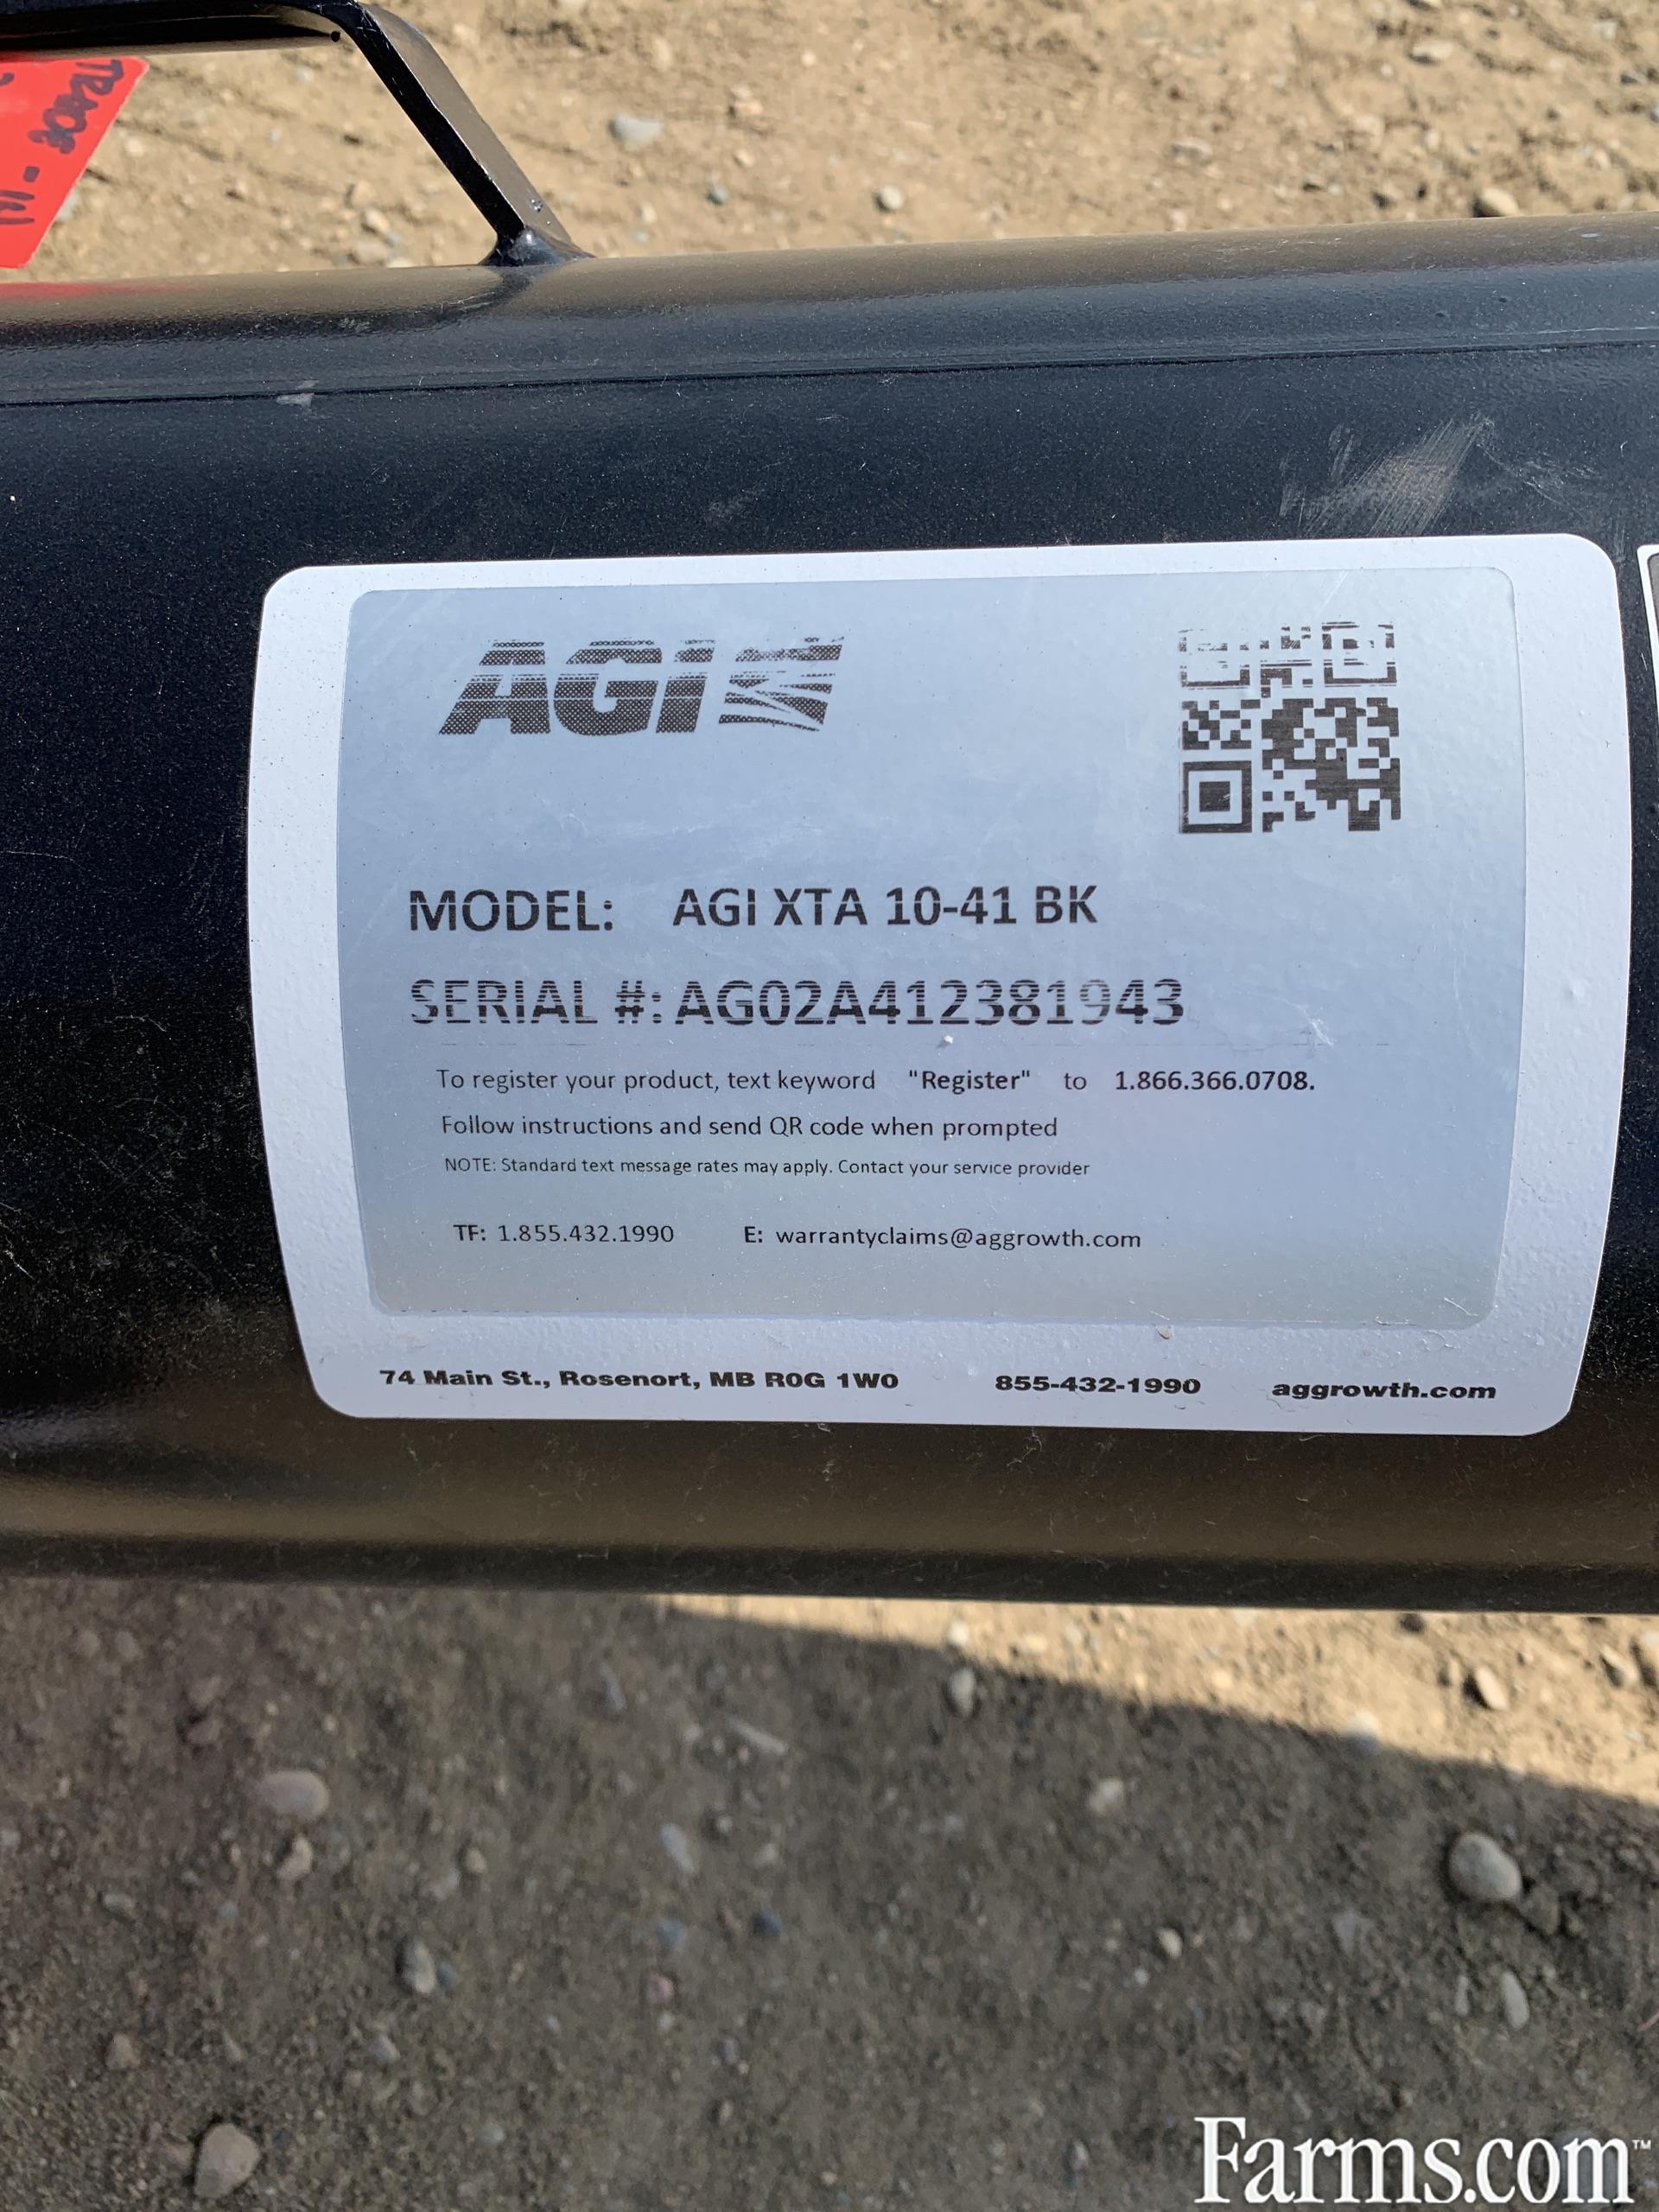 TRADE - IN
AGI
MODEL: AGI XTA 10-41 BK
SERIAL #: AG02A412381943
To register your product, text keyword "Register" to 1.866.366.0708.
Follow instructions and send QR code when prompted
NOTE: Standard text message rates may apply. Contact your service provider
TF: 1.855.432.1990 E: warrantyclaims@aggrowth.com
74 Main St., Rosenort, MB R0G 1W0 855-432-1990 aggrowth.com
Farms.com™